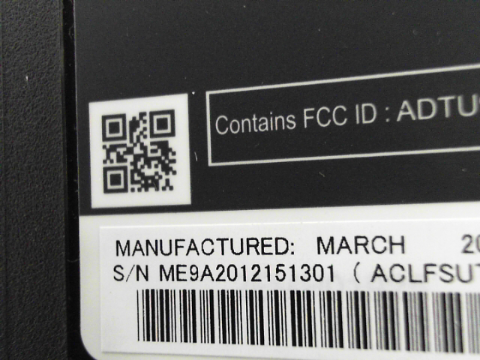 Contains FCC ID : ADTU
MANUFACTURED: MARCH 20
S/N ME9A2012151301 ( ACLFSUT